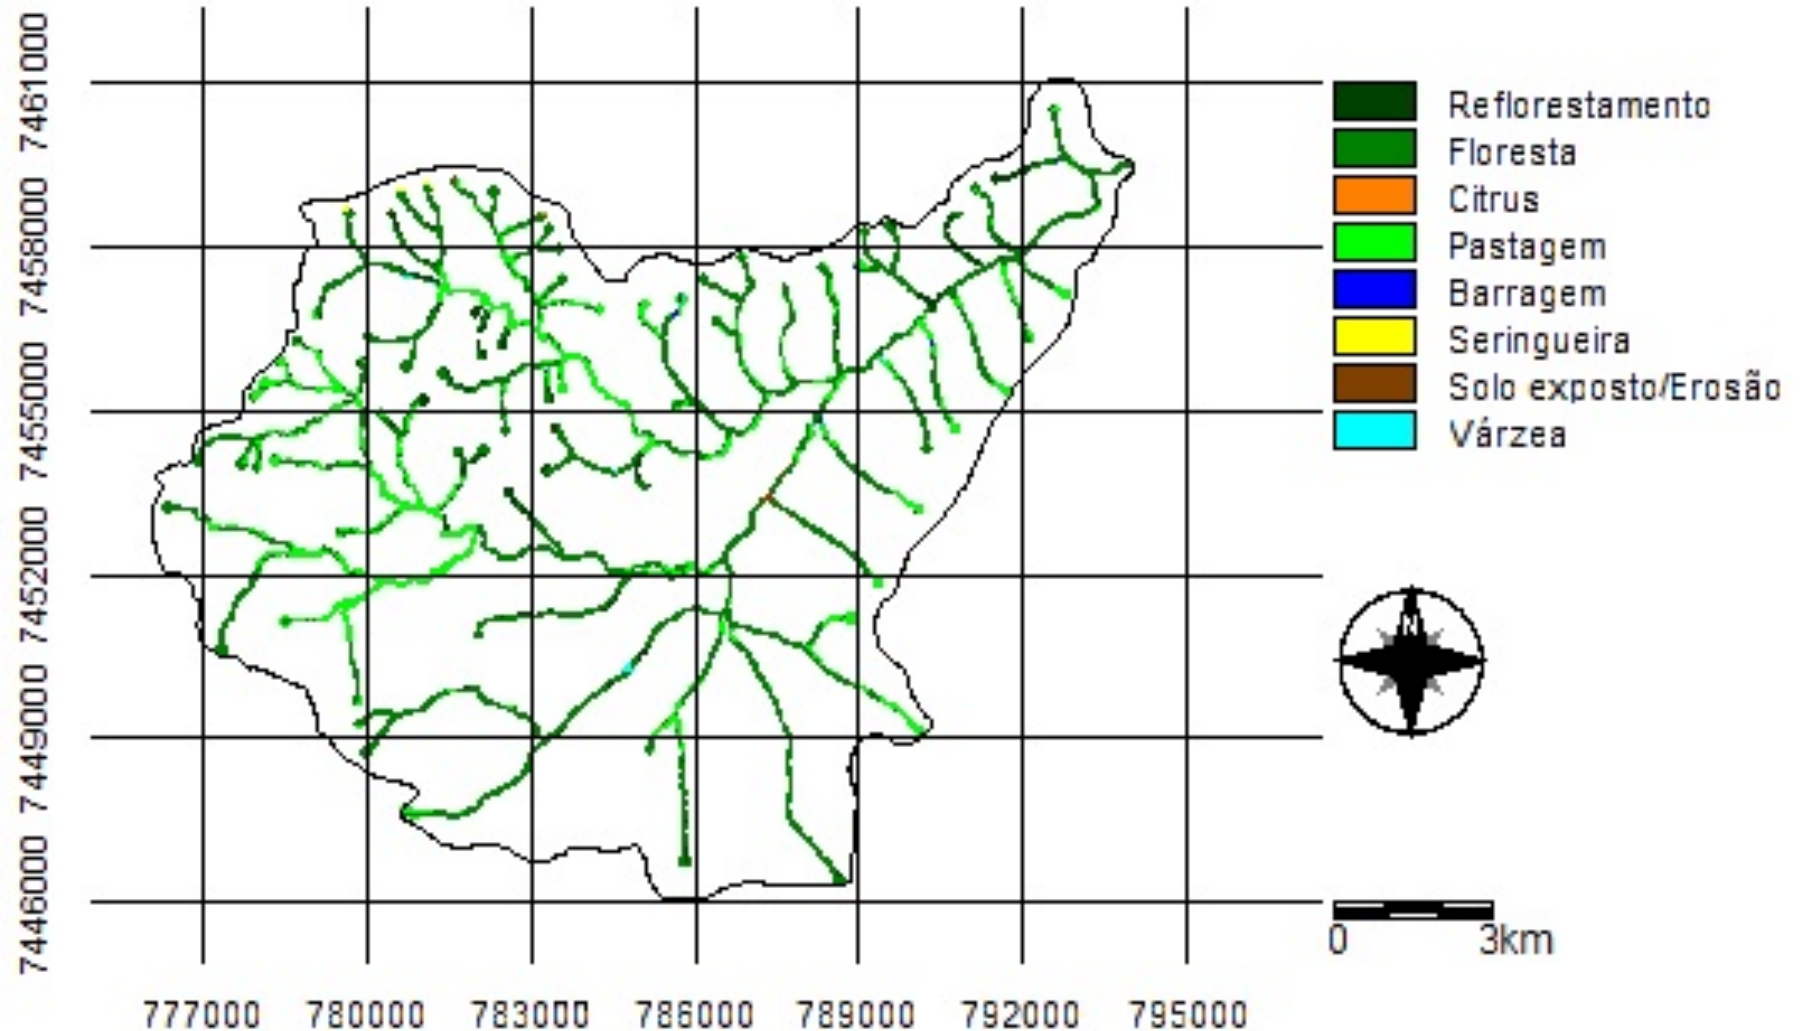 7461000
7458000
7455000
7452000
7449000
7446000
777000 780000 783000 786000 789000 792000 795000
Reflorestamento
Floresta
Citrus
Pastagem
Barragem
Seringueira
Solo exposto/Erosão
Várzea
0 3km